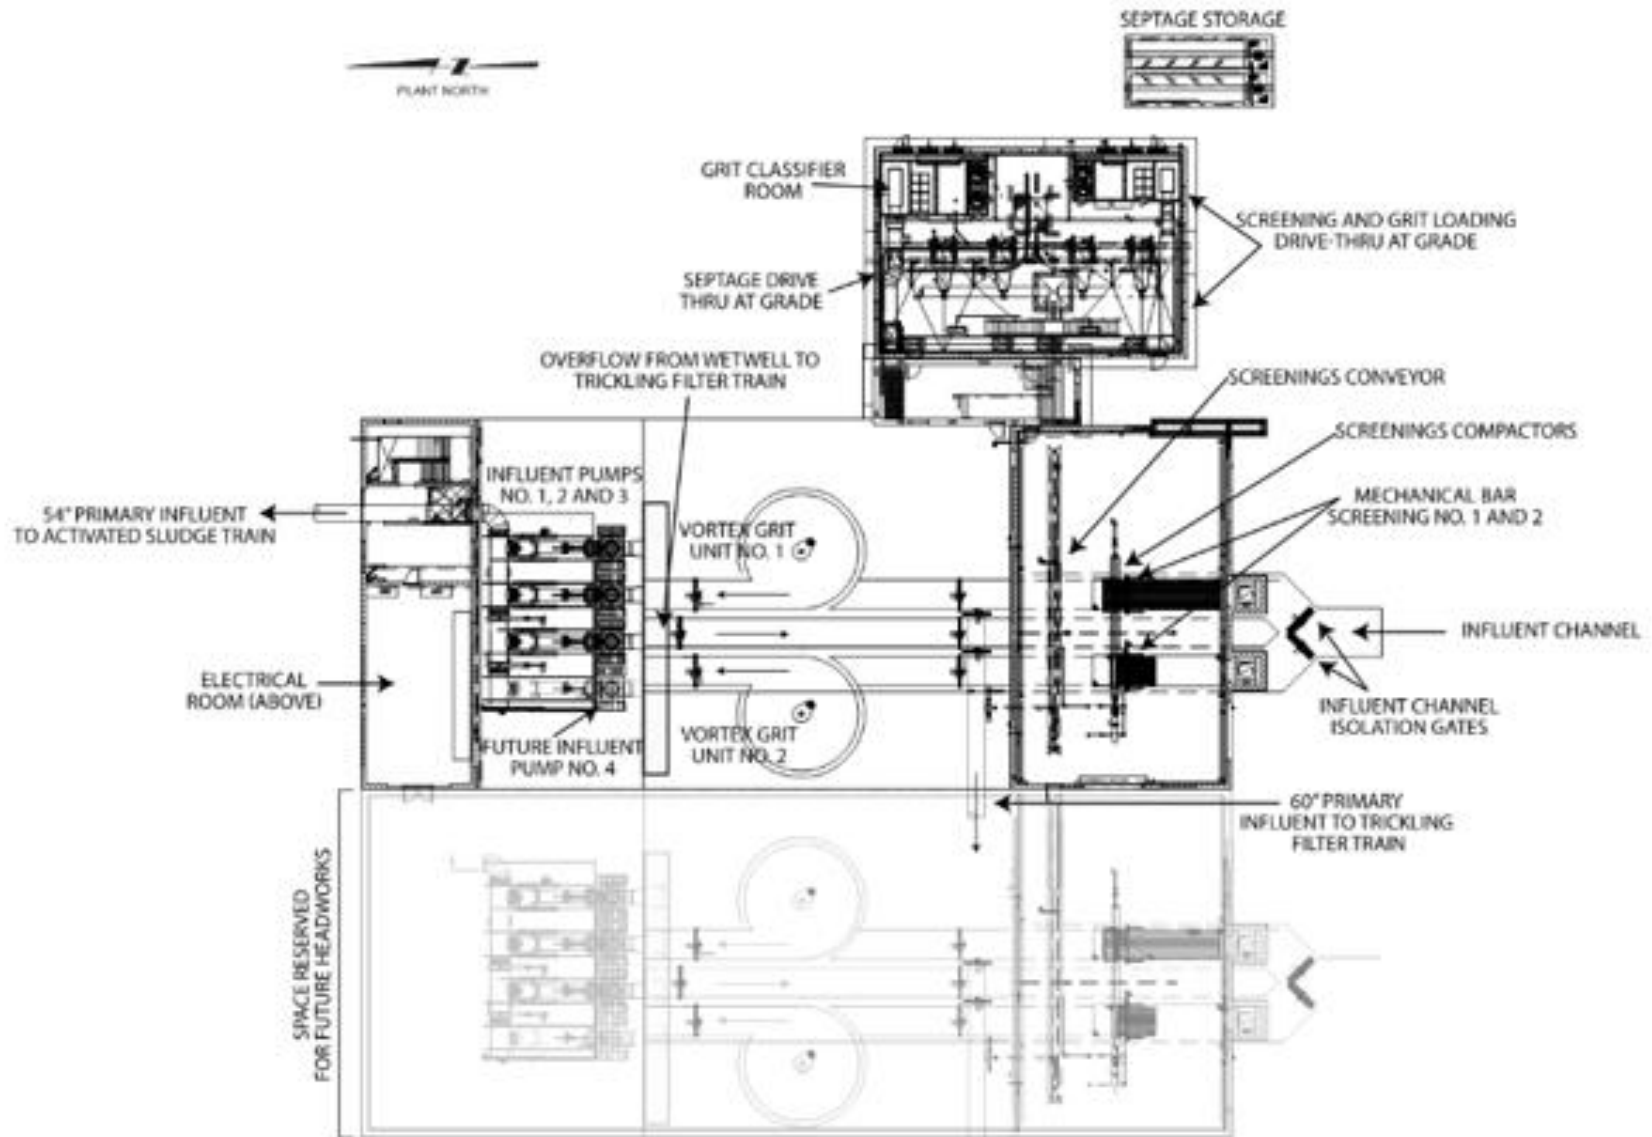 SEPTAGE STORAGE
PLANT NORTH
GRIT CLASSIFIER
ROOM
SCREENING AND GRIT LOADING
DRIVE-THRU AT GRADE
SEPTAGE DRIVE
THRU AT GRADE
OVERFLOW FROM WETWELL TO
TRICKLING FILTER TRAIN
SCREENINGS CONVEYOR
SCREENINGS COMPACTORS
INFLUENT PUMPS
NO. 1, 2 AND 3
MECHANICAL BAR
SCREENING NO. 1 AND 2
54" PRIMARY INFLUENT
TO ACTIVATED SLUDGE TRAIN
VORTEX GRIT
UNIT NO. 1
INFLUENT CHANNEL
ELECTRICAL
ROOM (ABOVE)
INFLUENT CHANNEL
ISOLATION GATES
VORTEX GRIT
UNIT NO. 2
FUTURE INFLUENT
PUMP NO. 4
60" PRIMARY
INFLUENT TO TRICKLING
FILTER TRAIN
SPACE RESERVED
FOR FUTURE HEADWORKS